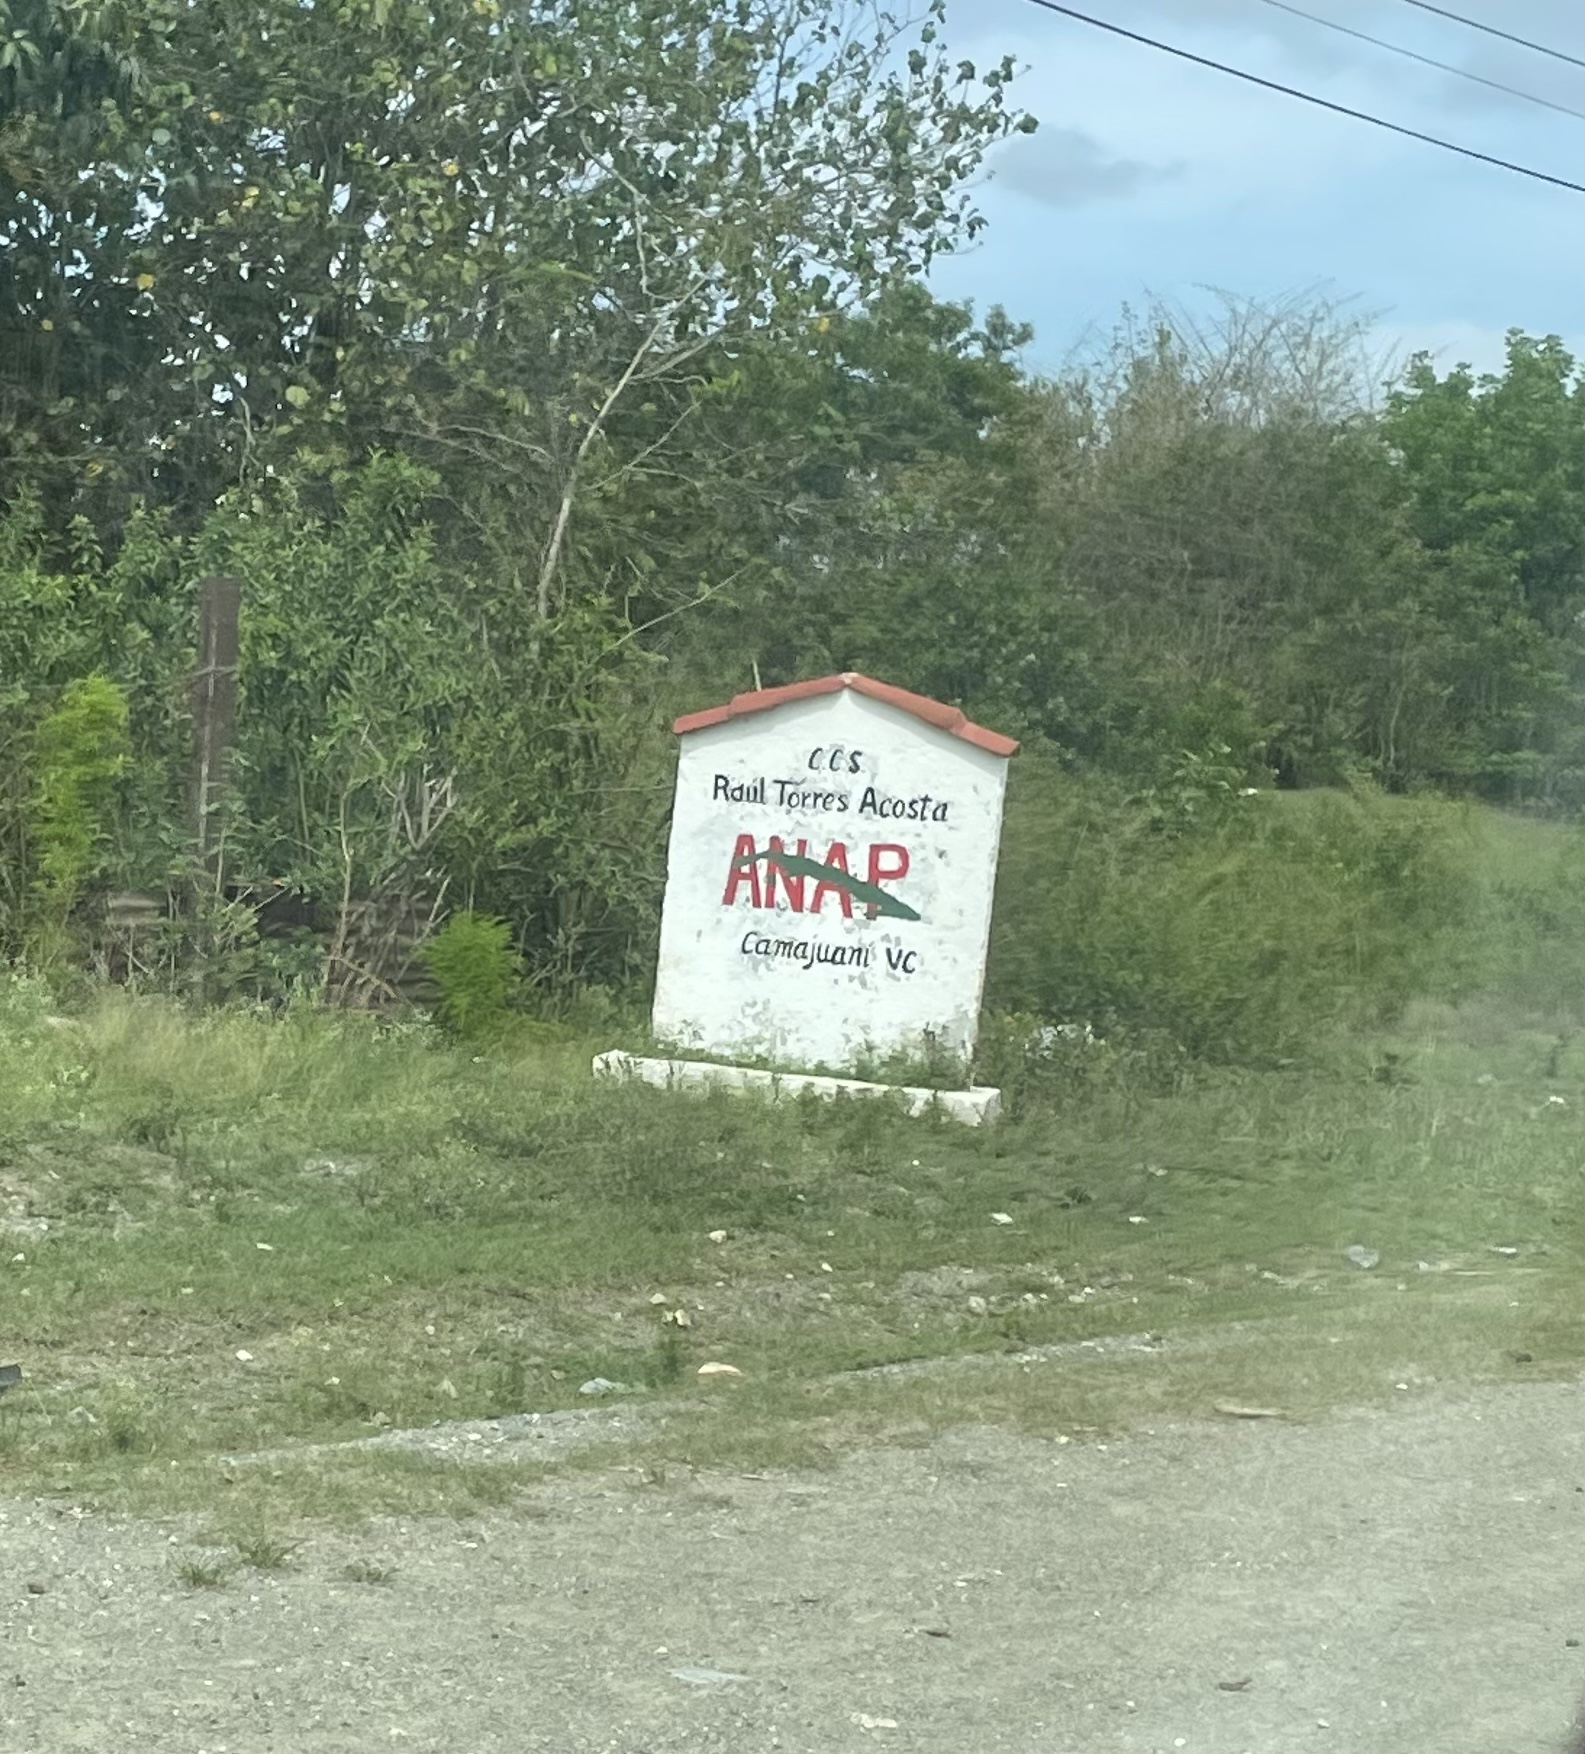 C.C.S.
Raúl Torres Acosta
ANAP
Camajuaní VC